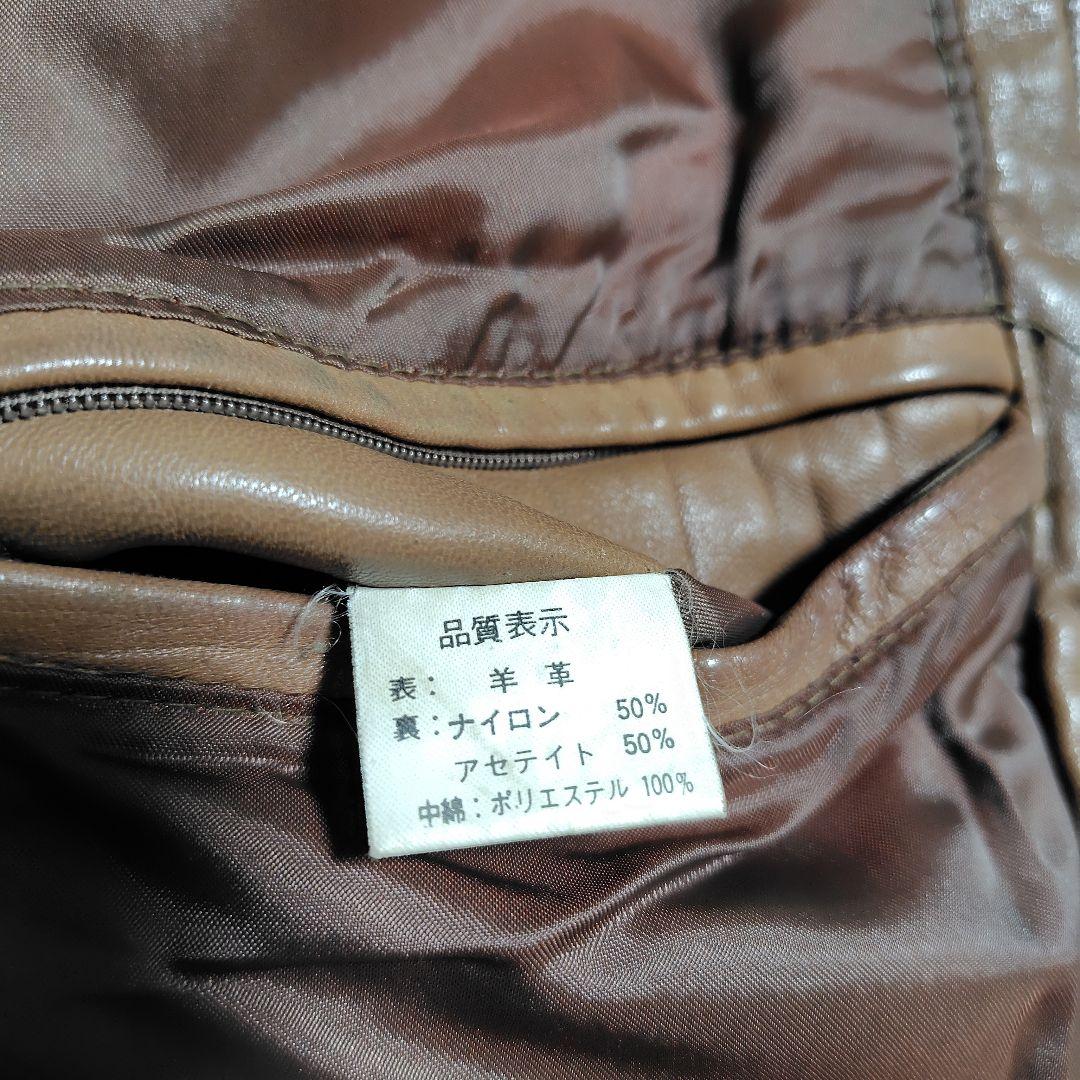 品質表示
表: 羊 革
裏:ナイロン 50%
アセテイト 50%
中綿:ポリエステル 100%